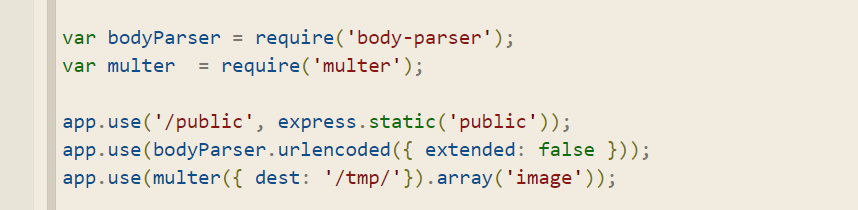 var bodyParser = require('body-parser');
var multer  = require('multer');
app.use('/public', express.static('public'));
app.use(bodyParser.urlencoded({ extended: false }));
app.use(multer({ dest: '/tmp/'}).array('image'));